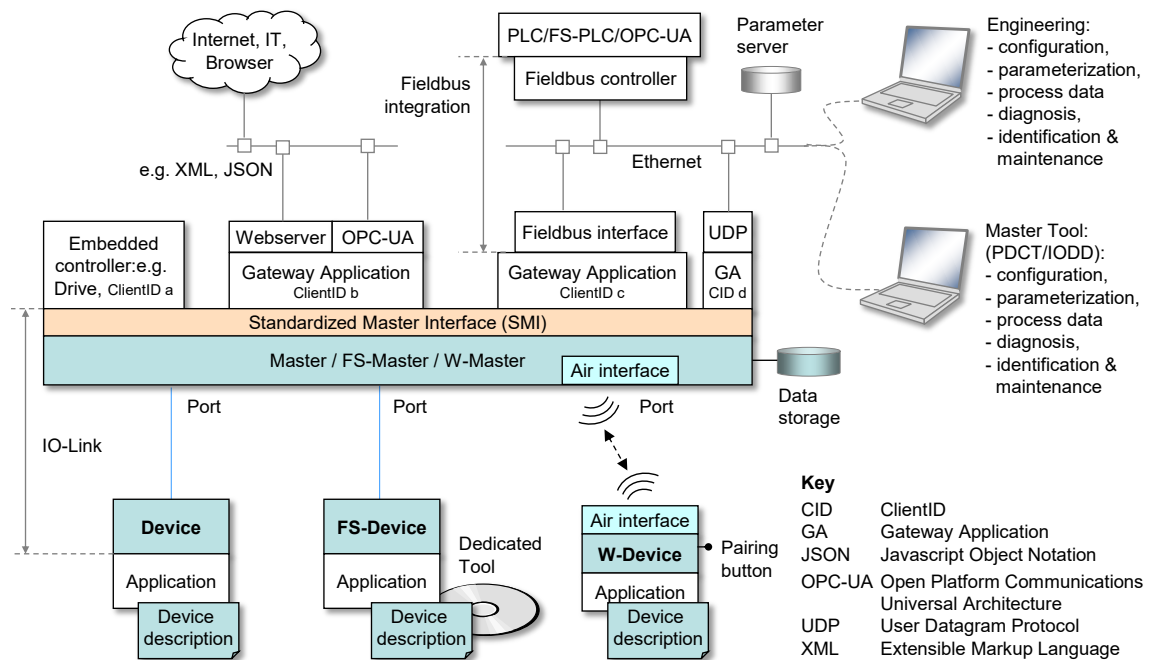 Internet, IT,
Browser
PLC/FS-PLC/OPC-UA
Fieldbus controller
Fieldbus
integration
Parameter
server
Engineering:
- configuration,
- parameterization,
- process data
- diagnosis,
- identification &
maintenance
e.g. XML, JSON
Ethernet
Embedded
controller:e.g.
Drive, ClientID a
Webserver
OPC-UA
Gateway Application
ClientID b
Fieldbus interface
Gateway Application
ClientID c
UDP
GA
CID d
Master Tool:
(PDCT/IODD):
- configuration,
- parameterization,
- process data
- diagnosis,
- identification &
maintenance
Standardized Master Interface (SMI)
Master / FS-Master / W-Master
Air interface
Data
storage
Port
Port
Port
IO-Link
Device
Application
Device
description
FS-Device
Application
Device
description
Dedicated
Tool
Air interface
W-Device
Application
Device
description
Pairing
button
Key
CID ClientID
GA Gateway Application
JSON Javascript Object Notation
OPC-UA Open Platform Communications
Universal Architecture
UDP User Datagram Protocol
XML Extensible Markup Language